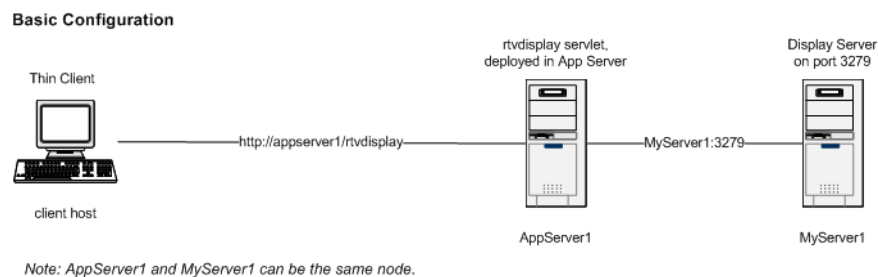 Basic Configuration
Thin Client
client host
http://appserver1/rtvdisplay
rtvdisplay servlet,
deployed in App Server
AppServer1
MyServer1:3279
Display Server
on port 3279
MyServer1
Note: AppServer1 and MyServer1 can be the same node.